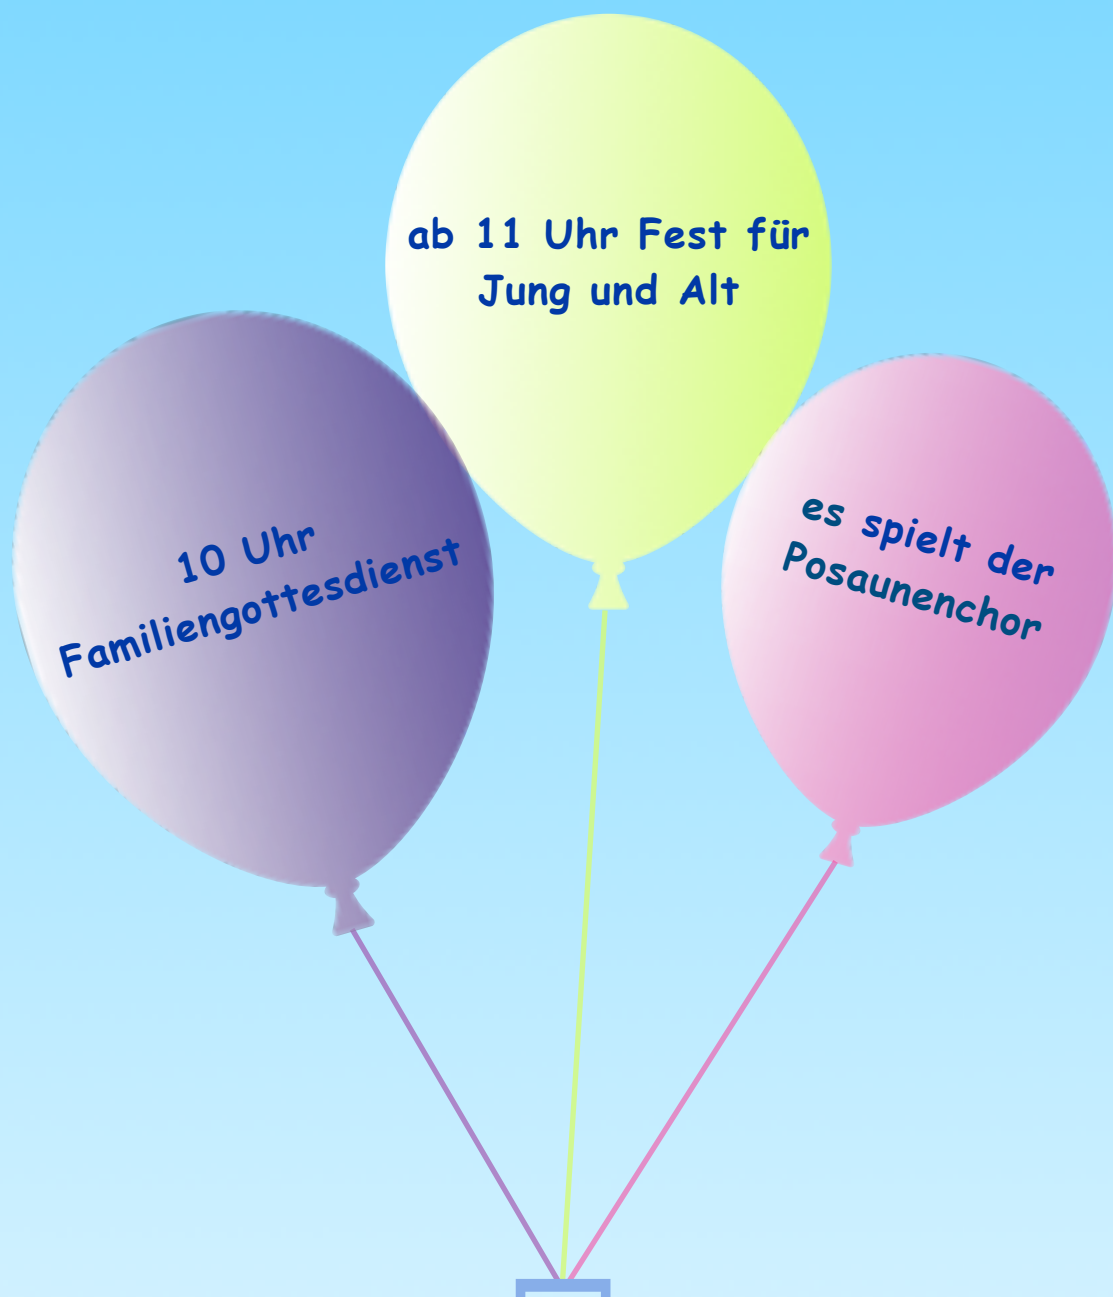 ab 11 Uhr Fest für
Jung und Alt
10 Uhr
Familiengottesdienst
es spielt der
Posaunenchor